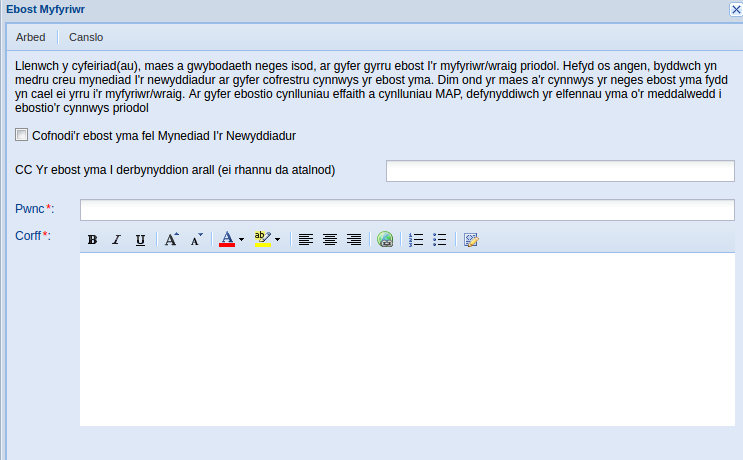 Ebost Myfyriwr
Arbed Canslo
Llenwch y cyfeiriad(au), maes a gwybodaeth neges isod, ar gyfer gyrru ebost I'r myfyriwr/wraig priodol. Hefyd os angen, byddwch yn
medru creu mynediad I'r newyddiadur ar gyfer cofrestru cynnwys yr ebost yma. Dim ond yr maes a'r cynnwys yr neges ebost yma fydd
yn cael ei yrru i'r myfyriwr/wraig. Ar gyfer ebostio cynlluniau effaith a cynlluniau MAP, defynyddiwch yr elfennau yma o'r meddalwedd i
ebostio'r cynnwys priodol
Cofnodi'r ebost yma fel Mynediad I'r Newyddiadur
CC Yr ebost yma I derbynyddion arall (ei rhannu da atalnod)
Pwnc*:
Corff*:
B I U A A A ab